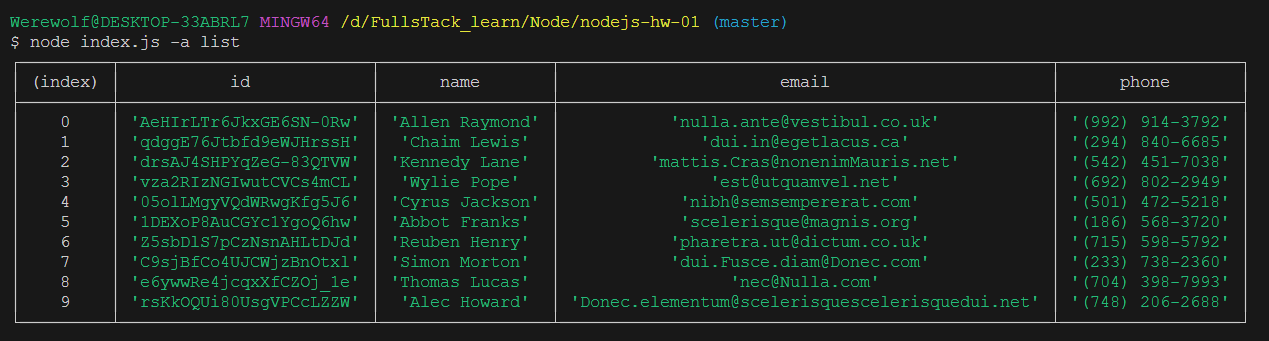 Werewolf@DESKTOP-33ABRL7 MINGW64 /d/FullsTack_learn/Node/nodejs-hw-01 (master)
$ node index.js -a list
(index) id name email phone
0 'AeHIrLTr6JkxGE6SN-0Rw' 'Allen Raymond' 'nulla.ante@vestibul.co.uk' '(992) 914-3792'
1 'qdggE76Jtbfd9eWJHrssH' 'Chaim Lewis' 'dui.in@egetlacus.ca' '(294) 840-6685'
2 'drsAJ4SHPYqZeG-83QTVW' 'Kennedy Lane' 'mattis.Cras@nonenimMauris.net' '(542) 451-7038'
3 'vza2RIzNGIwutCVCs4mCL' 'Wylie Pope' 'est@utquamvel.net' '(692) 802-2949'
4 '05olLMgyVQdWRwgKfg5J6' 'Cyrus Jackson' 'nibh@semsempererat.com' '(501) 472-5218'
5 '1DEXoP8AuCGYc1YgoQ6hw' 'Abbot Franks' 'scelerisque@magnis.org' '(186) 568-3720'
6 'Z5sbDlS7pCzNsnAHLtDJd' 'Reuben Henry' 'pharetra.ut@dictum.co.uk' '(715) 598-5792'
7 'C9sjBfCo4UJCWjzBnOtxl' 'Simon Morton' 'dui.Fusce.diam@Donec.com' '(233) 738-2360'
8 'e6ywwRe4jcqxXfCZOj_1e' 'Thomas Lucas' 'nec@Nulla.com' '(704) 398-7993'
9 'rsKkOQUi80UsgVPCcLZZW' 'Alec Howard' 'Donec.elementum@scelerisquescelerisquedui.net' '(748) 206-2688'